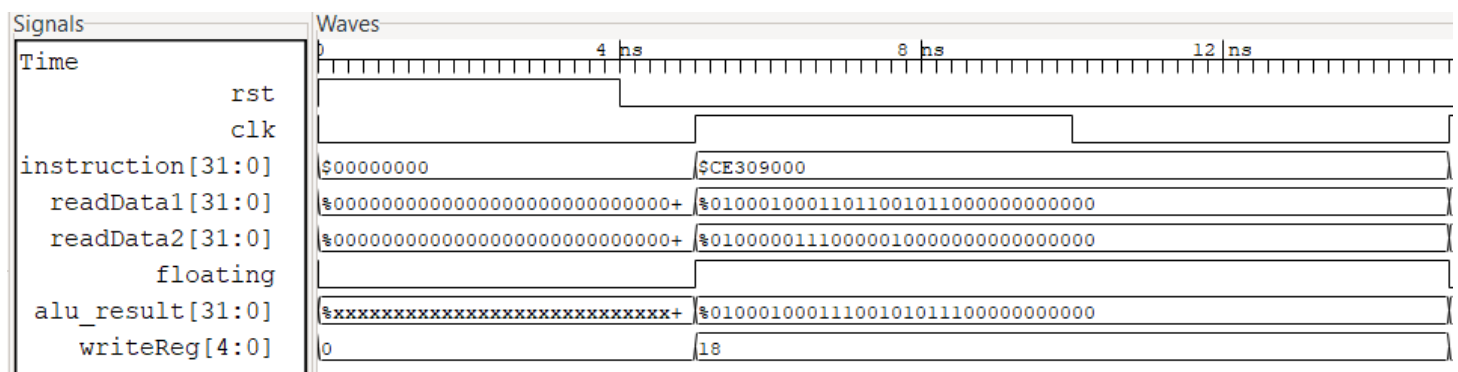 Signals Waves
Time 0 4 ns 8 ns 12 ns
rst
clk
instruction[31:0] $00000000 $CE309000
readData1[31:0] %0000000000000000000000000000+ %01000100011011001011000000000000
readData2[31:0] %0000000000000000000000000000+ %01000001110000010000000000000000
floating
alu_result[31:0] %xxxxxxxxxxxxxxxxxxxxxxxxxxxx+ %01000100011100101011100000000000
writeReg[4:0] 0 18